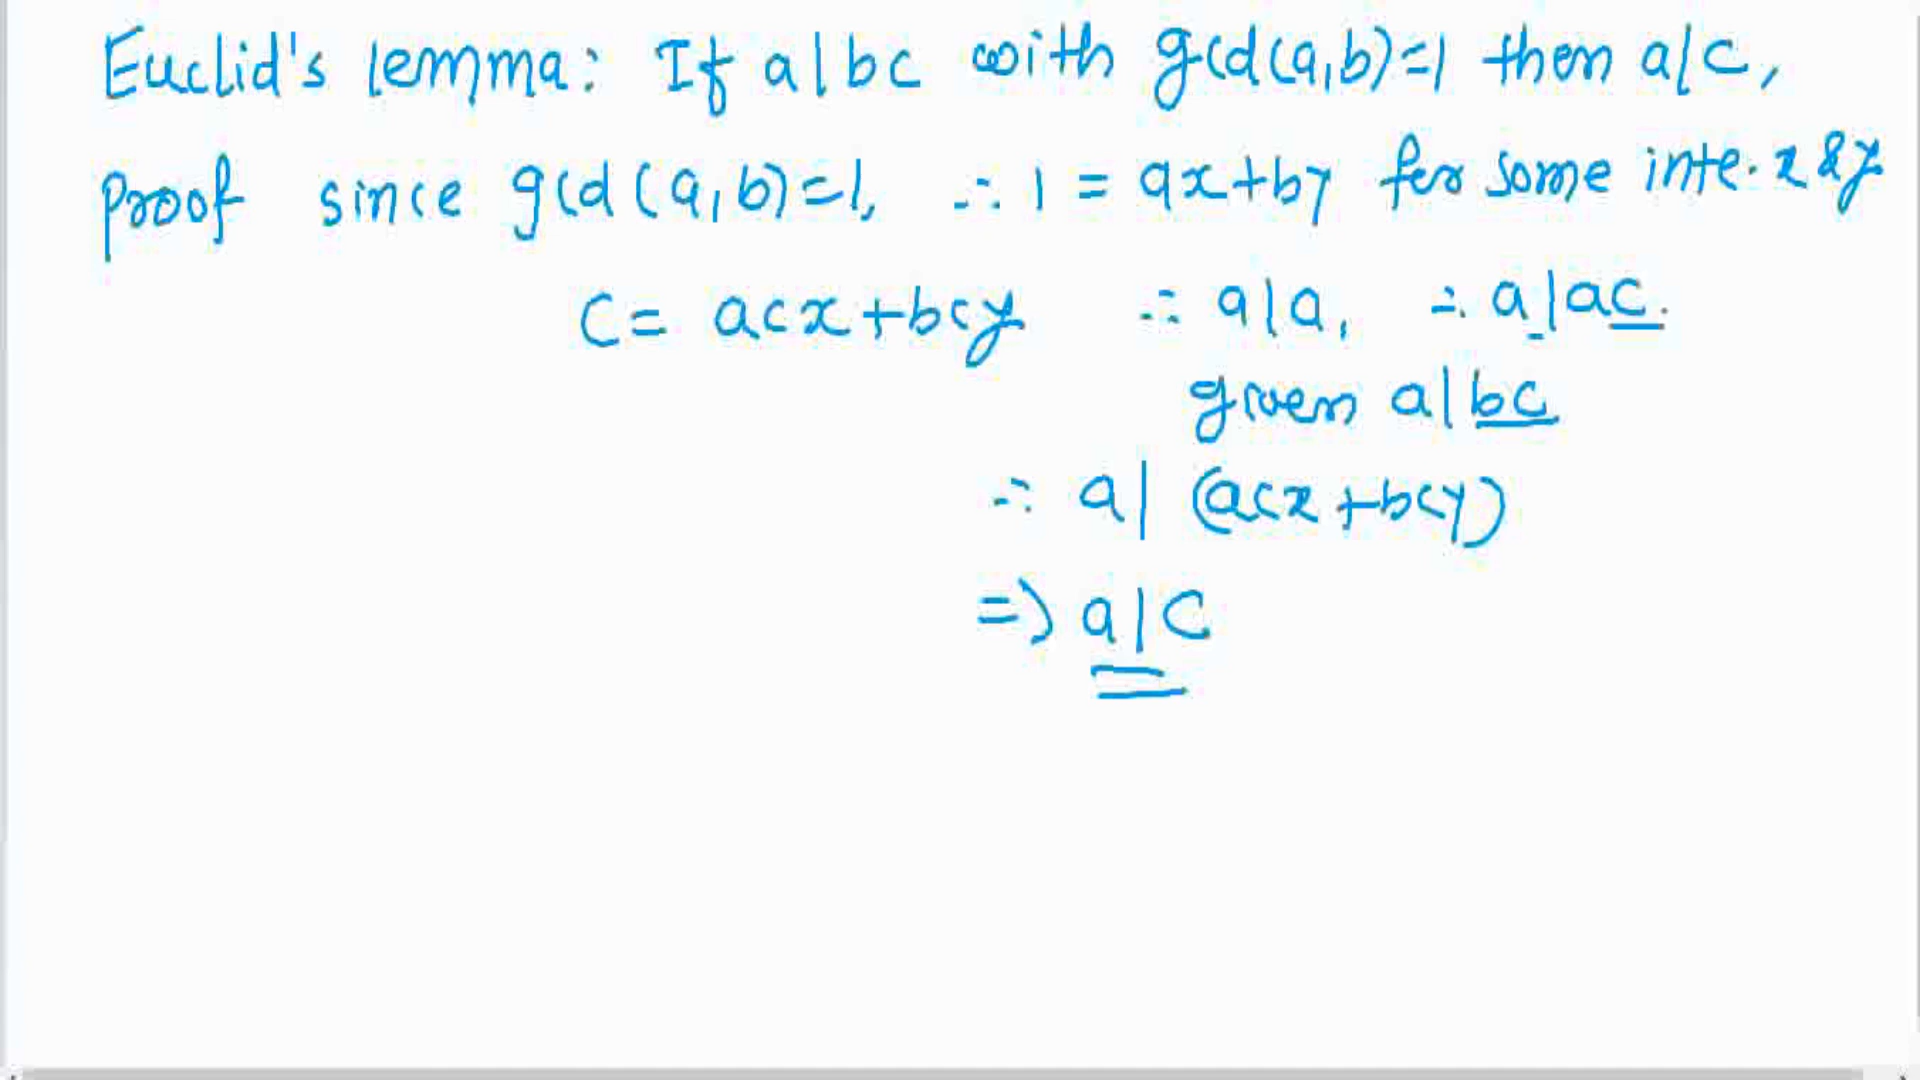 Euclid's lemma: If a|bc with gcd(a,b)=1 then a|c,
Proof since gcd(a,b)=1, ∴ 1 = ax+by for some inte. x & y
c= acx+bcy ∵ a|a, ∴ a|ac.
given a|bc
∴ a| (acx+bcy)
=> a|c